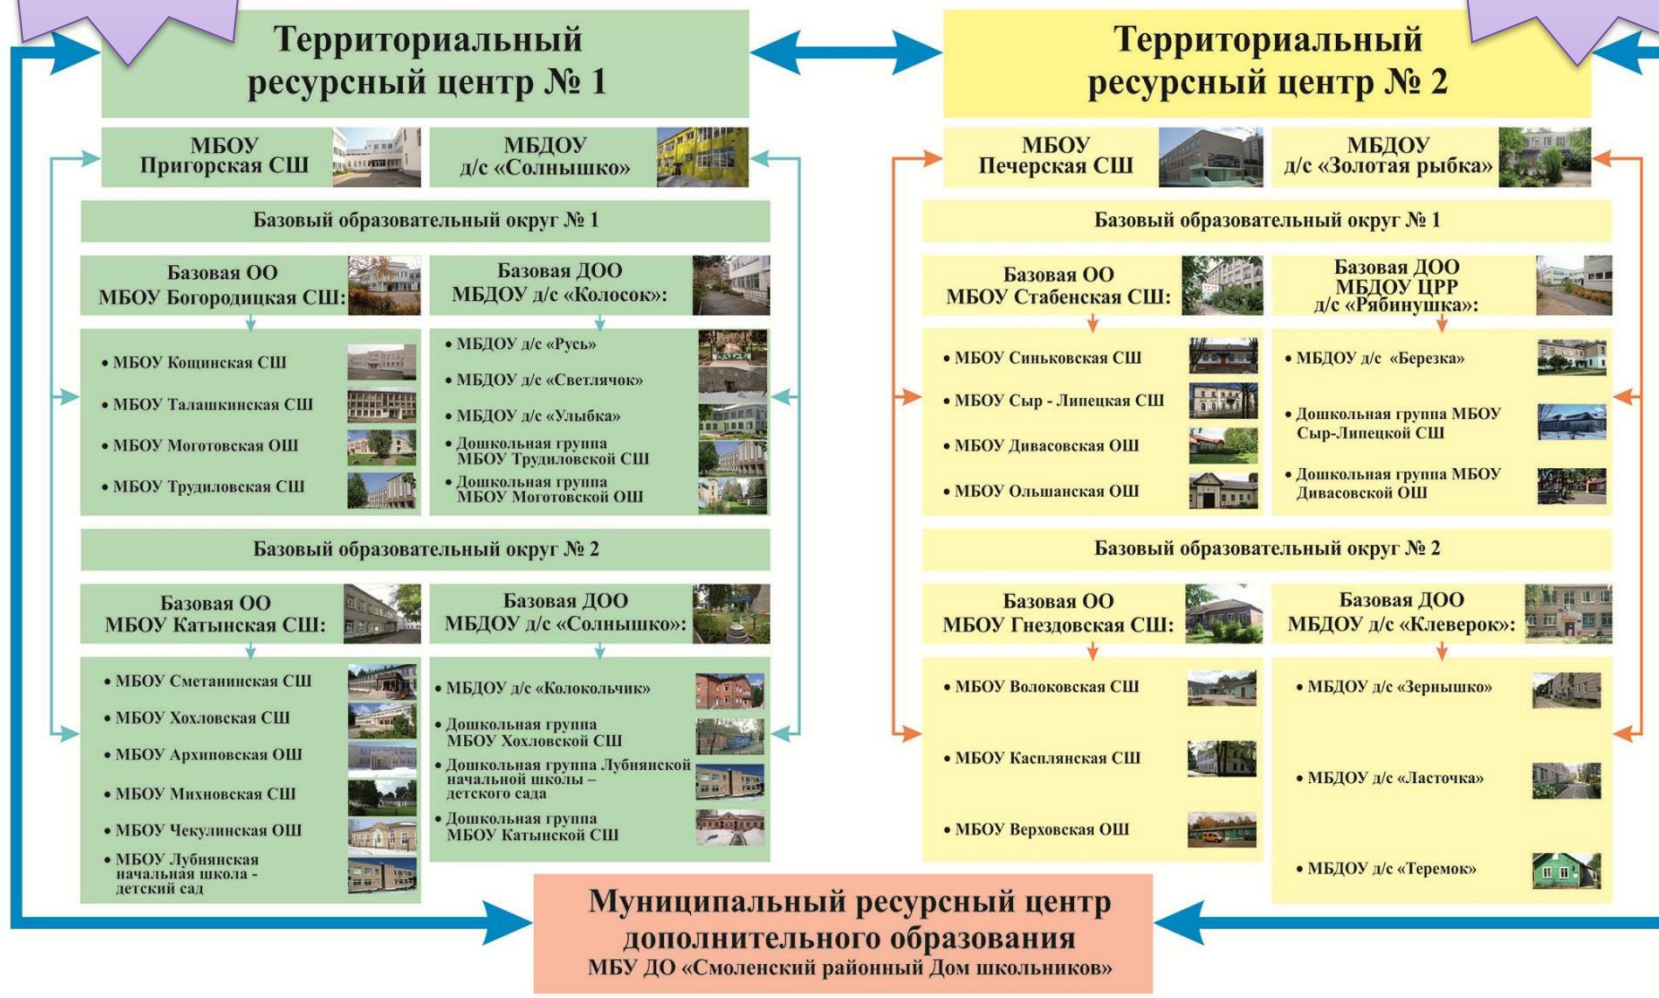 Территориальный
ресурсный центр № 1
МБОУ
Пригорская СШ
МБДОУ
д/с «Солнышко»
Базовый образовательный округ № 1
Базовая ОО
МБОУ Богородицкая СШ:
Базовая ДОО
МБДОУ д/с «Колосок»:
• МБОУ Кощинская СШ
• МБОУ Талашкинская СШ
• МБОУ Моготовская ОШ
• МБОУ Трудиловская СШ
• МБДОУ д/с «Русь»
• МБДОУ д/с «Светлячок»
• МБДОУ д/с «Улыбка»
• Дошкольная группа
МБОУ Трудиловской СШ
• Дошкольная группа
МБОУ Моготовской ОШ
Базовый образовательный округ № 2
Базовая ОО
МБОУ Катынская СШ:
Базовая ДОО
МБДОУ д/с «Солнышко»:
• МБОУ Сметанинская СШ
• МБОУ Хохловская СШ
• МБОУ Архиповская ОШ
• МБОУ Михновская СШ
• МБОУ Чекулинская ОШ
• МБОУ Лубнянская
начальная школа -
детский сад
• МБДОУ д/с «Колокольчик»
• Дошкольная группа
МБОУ Хохловской СШ
• Дошкольная группа Лубнянской
начальной школы –
детского сада
• Дошкольная группа
МБОУ Катынской СШ
Территориальный
ресурсный центр № 2
МБОУ
Печерская СШ
МБДОУ
д/с «Золотая рыбка»
Базовый образовательный округ № 1
Базовая ОО
МБОУ Стабенская СШ:
Базовая ДОО
МБДОУ ЦРР
д/с «Рябинушка»:
• МБОУ Синьковская СШ
• МБОУ Сыр - Липецкая СШ
• МБОУ Дивасовская ОШ
• МБОУ Ольшанская ОШ
• МБДОУ д/с «Березка»
• Дошкольная группа МБОУ
Сыр-Липецкой СШ
• Дошкольная группа МБОУ
Дивасовской ОШ
Базовый образовательный округ № 2
Базовая ОО
МБОУ Гнездовская СШ:
Базовая ДОО
МБДОУ д/с «Клеверок»:
• МБОУ Волоковская СШ
• МБОУ Касплянская СШ
• МБОУ Верховская ОШ
• МБДОУ д/с «Зернышко»
• МБДОУ д/с «Ласточка»
• МБДОУ д/с «Теремок»
Муниципальный ресурсный центр
дополнительного образования
МБУ ДО «Смоленский районный Дом школьников»